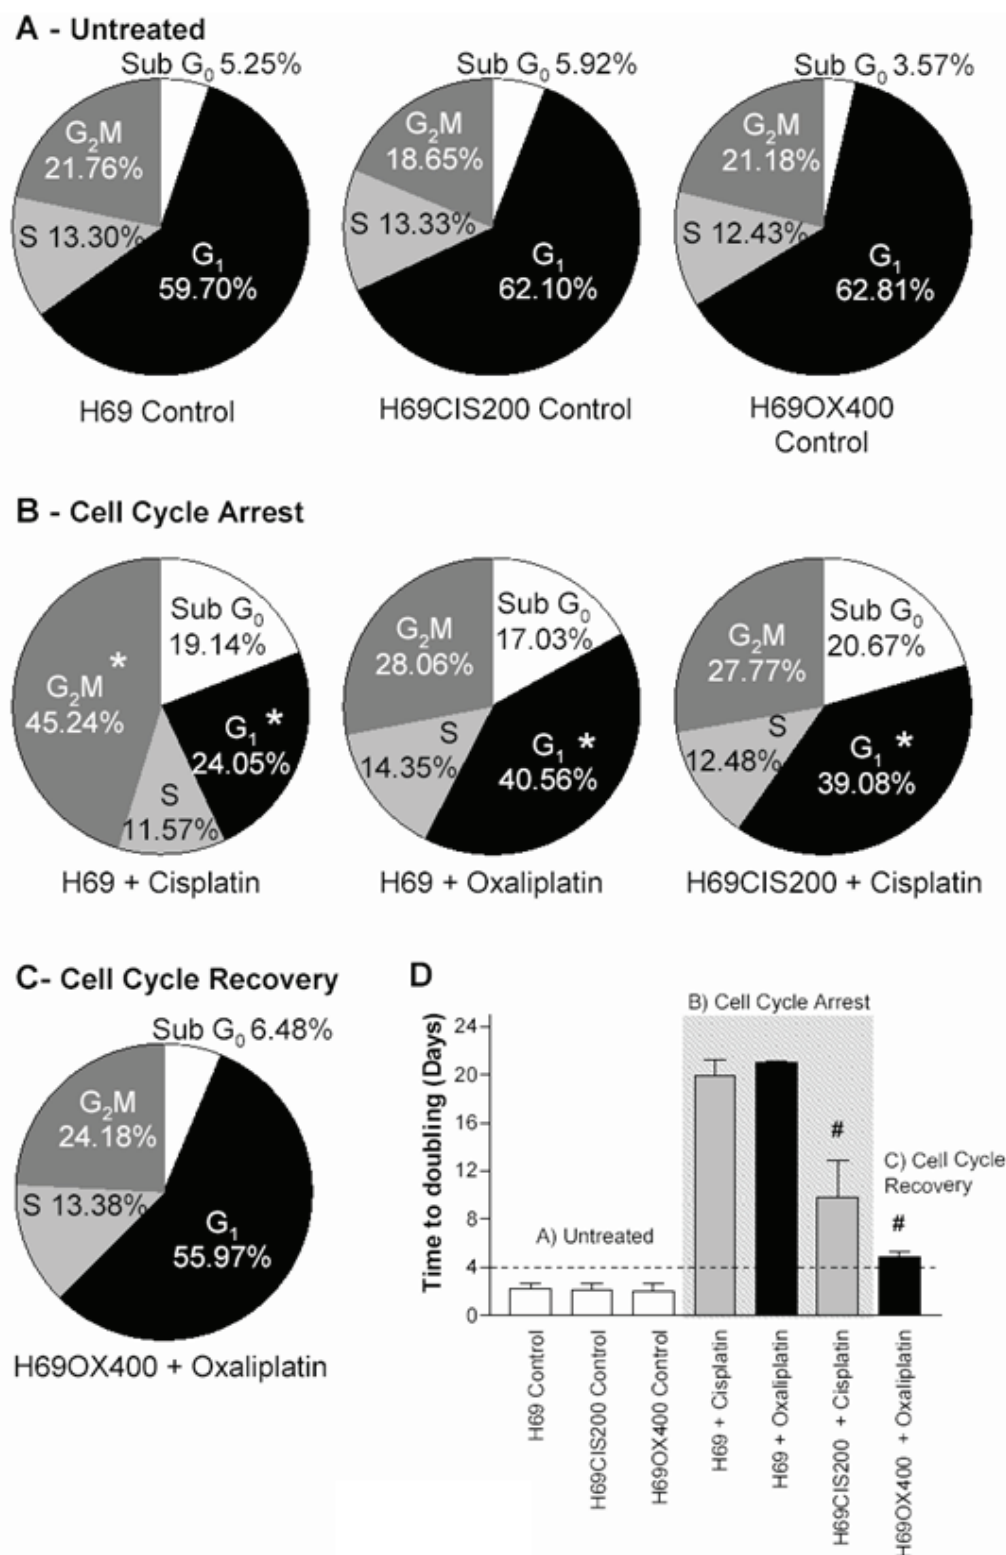 A - Untreated
Sub G₀ 5.25%
G₂M
21.76%
S 13.30%
G₁
59.70%
H69 Control
Sub G₀ 5.92%
G₂M
18.65%
S 13.33%
G₁
62.10%
H69CIS200 Control
Sub G₀ 3.57%
G₂M
21.18%
S 12.43%
G₁
62.81%
H69OX400
Control
B - Cell Cycle Arrest
Sub G₀
19.14%
G₂M *
45.24%
G₁ *
24.05%
S
11.57%
H69 + Cisplatin
Sub G₀
17.03%
G₂M
28.06%
S
14.35%
G₁ *
40.56%
H69 + Oxaliplatin
Sub G₀
20.67%
G₂M
27.77%
S
12.48%
G₁ *
39.08%
H69CIS200 + Cisplatin
C- Cell Cycle Recovery
Sub G₀ 6.48%
G₂M
24.18%
S 13.38%
G₁
55.97%
H69OX400 + Oxaliplatin
D
Time to doubling (Days)
24
20
16
12
8
4
0
A) Untreated
B) Cell Cycle Arrest
#
C) Cell Cycle
Recovery
#
H69 Control
H69CIS200 Control
H69OX400 Control
H69 + Cisplatin
H69 + Oxaliplatin
H69CIS200 + Cisplatin
H69OX400 + Oxaliplatin